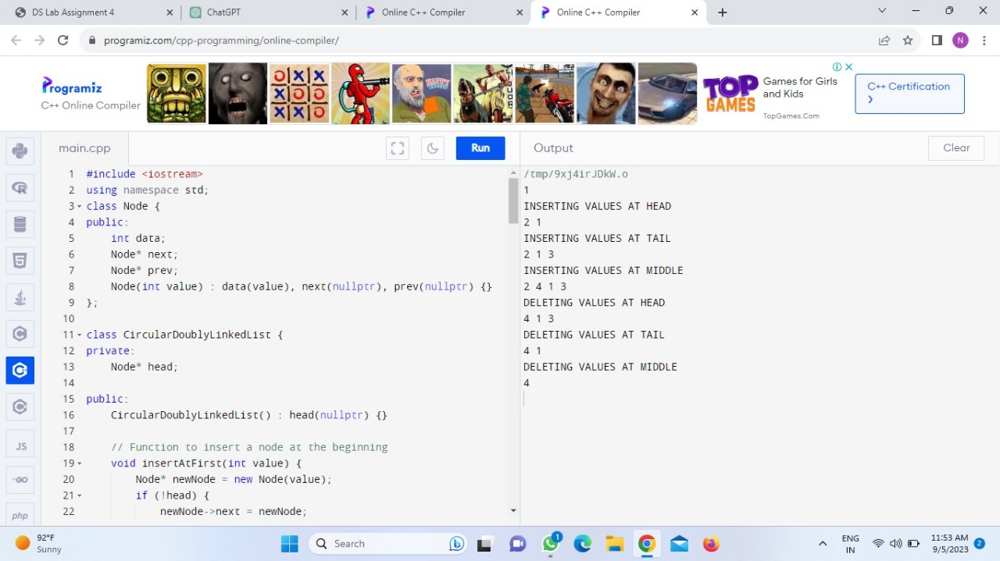 DS Lab Assignment 4
ChatGPT
Online C++ Compiler
Online C++ Compiler
programiz.com/cpp-programming/online-compiler/
N
Programiz
C++ Online Compiler
TOP GAMES
Games for Girls
and Kids
TopGames.Com
C++ Certification
main.cpp
Run
Output
Clear
1 #include <iostream>
2 using namespace std;
3 class Node {
4 public:
5     int data;
6     Node* next;
7     Node* prev;
8     Node(int value) : data(value), next(nullptr), prev(nullptr) {}
9 };
10
11 class CircularDoublyLinkedList {
12 private:
13     Node* head;
14
15 public:
16     CircularDoublyLinkedList() : head(nullptr) {}
17
18     // Function to insert a node at the beginning
19     void insertAtFirst(int value) {
20         Node* newNode = new Node(value);
21         if (!head) {
22             newNode->next = newNode;
/tmp/9xj4irJDkW.o
1
INSERTING VALUES AT HEAD
2 1
INSERTING VALUES AT TAIL
2 1 3
INSERTING VALUES AT MIDDLE
2 4 1 3
DELETING VALUES AT HEAD
4 1 3
DELETING VALUES AT TAIL
4 1
DELETING VALUES AT MIDDLE
4
JS
GO
php
92°F
Sunny
Search
1
ENG
IN
11:53 AM
9/5/2023
2